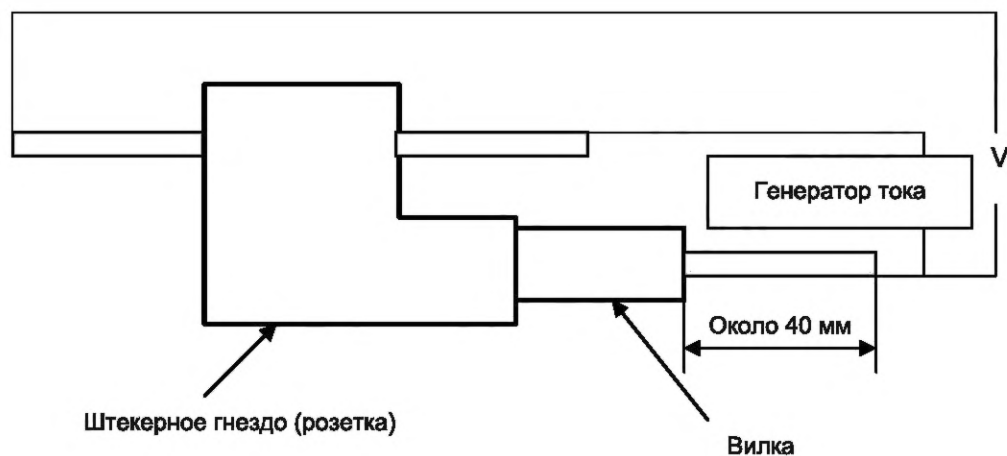 V
Генератор тока
Около 40 мм
Штекерное гнездо (розетка)
Вилка